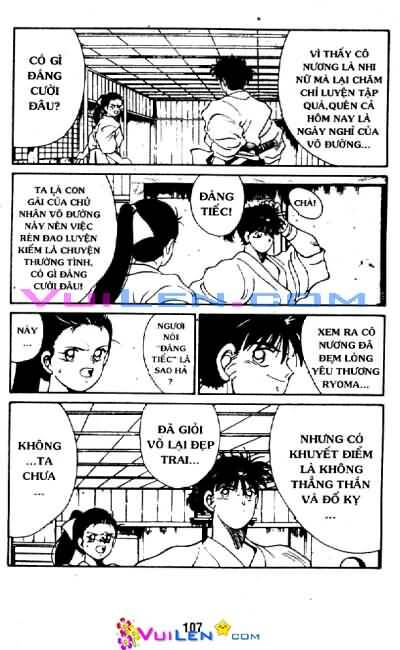 CÓ GÌ
ĐÁNG
CƯỜI
ĐÂU?
VÌ THẤY CÔ
NƯƠNG LÀ NHI
NỮ MÀ LẠI CHĂM
CHỈ LUYỆN TẬP
QUÁ,QUÊN CẢ
HÔM NAY LÀ
NGÀY NGHỈ CỦA
VÕ ĐƯỜNG...
TA LÀ CON
GÁI CỦA CHỦ
NHÂN VÕ ĐƯỜNG
NÀY NÊN VIỆC
RÈN ĐAO LUYỆN
KIẾM LÀ CHUYỆN
THƯỜNG TÌNH,
CÓ GÌ ĐÁNG
CƯỜI ĐÂU!
ĐÁNG
TIẾC!
CHÀ!
VUILEN.COM
NÀY
...
NGƯƠI
NÓI
"ĐÁNG
TIẾC" LÀ
SAO HẢ
?
XEM RA CÔ
NƯƠNG ĐÃ
ĐEM LÒNG
YÊU THƯƠNG
RYOMA...
KHÔNG
...TA
CHƯA
...
ĐÃ GIỎI
VÕ LẠI ĐẸP
TRAI...
NHƯNG CÓ
KHUYẾT ĐIỂM
LÀ KHÔNG
THẲNG THẮN
VÀ ĐỐ KỴ
...
107
VUILEN.COM